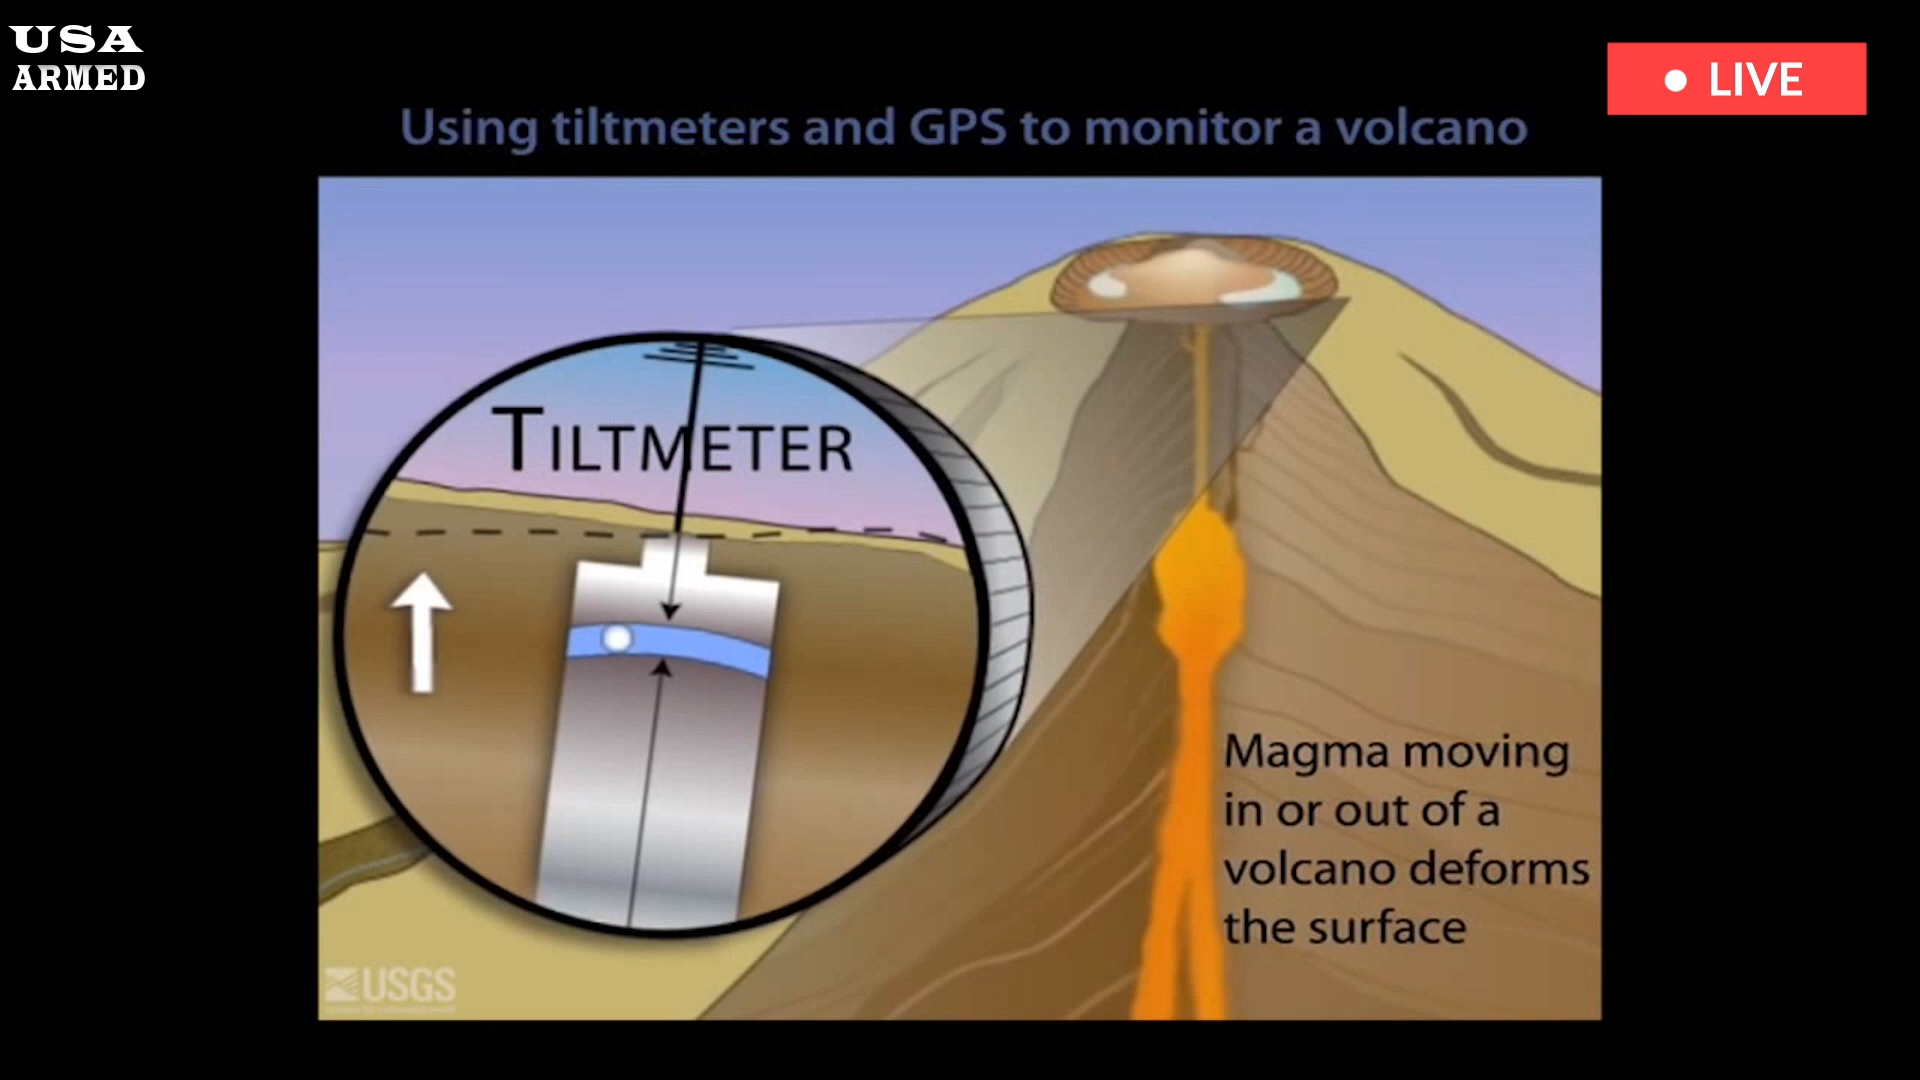 USA
ARMED
LIVE
Using tiltmeters and GPS to monitor a volcano
TILTMETER
Magma moving
in or out of a
volcano deforms
the surface
USGS